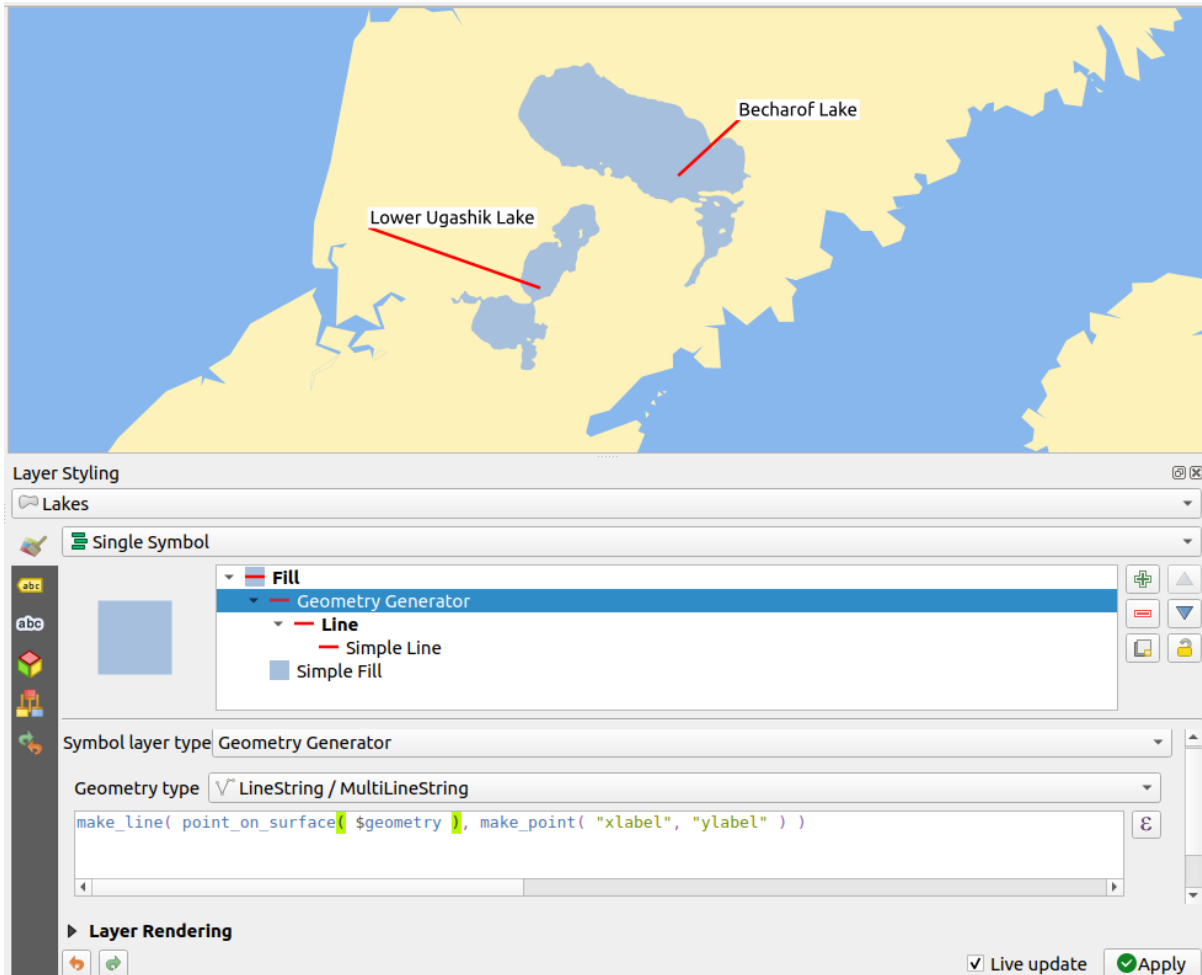 Becharof Lake
Lower Ugashik Lake
Layer Styling
Lakes
Single Symbol
abc
abc
Fill
Geometry Generator
Line
Simple Line
Simple Fill
Symbol layer type Geometry Generator
Geometry type LineString / MultiLineString
make_line( point_on_surface( $geometry ), make_point( "xlabel", "ylabel" ) )
ε
Layer Rendering
Live update
Apply